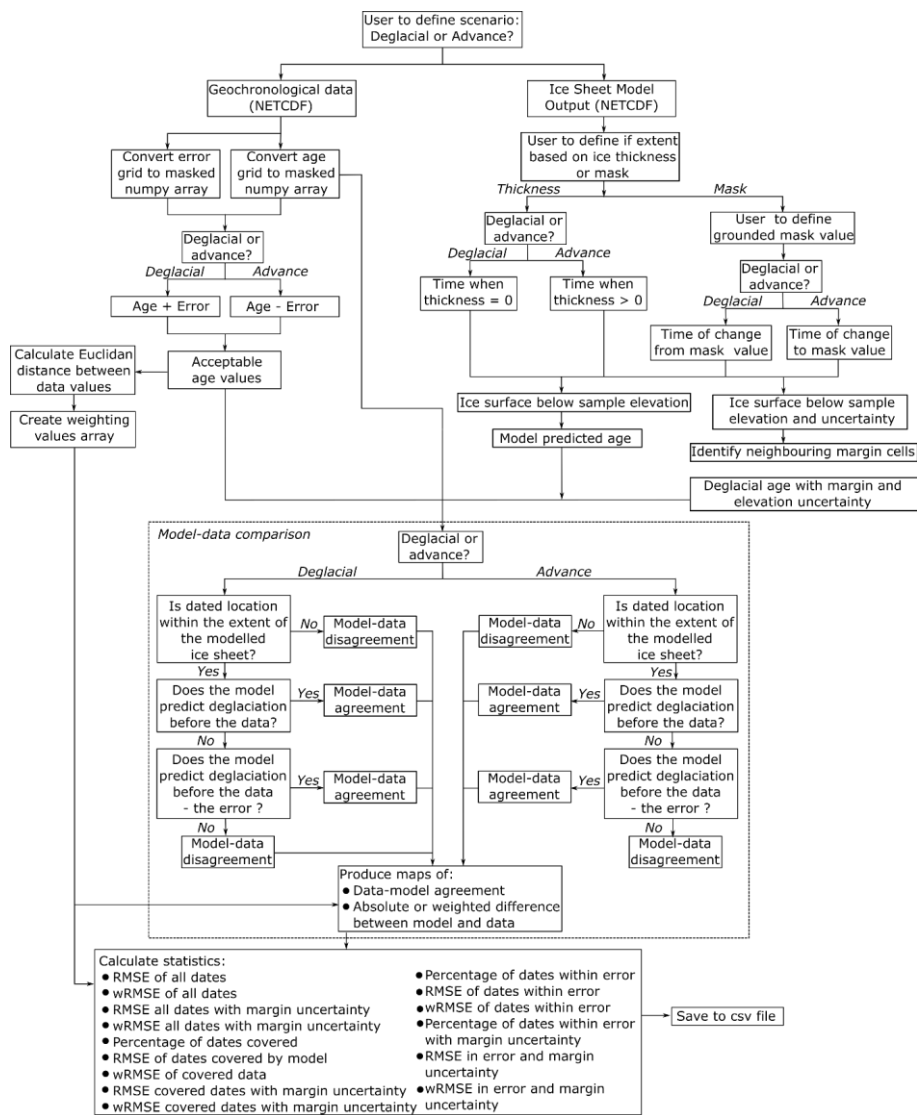 User to define scenario:
Deglacial or Advance?
Geochronological data
(NETCDF)
Ice Sheet Model
Output (NETCDF)
Convert error
grid to masked
numpy array
Convert age
grid to masked
numpy array
User to define if extent
based on ice thickness
or mask
Thickness
Mask
Deglacial or
advance?
Deglacial
Advance
Age + Error
Age - Error
Deglacial or
advance?
Deglacial
Advance
Time when
thickness = 0
Time when
thickness > 0
User to define
grounded mask value
Deglacial or
advance?
Deglacial
Advance
Time of change
from mask value
Time of change
to mask value
Calculate Euclidan
distance between
data values
Acceptable
age values
Create weighting
values array
Ice surface below sample elevation
Model predicted age
Ice surface below sample
elevation and uncertainty
Identify neighbouring margin cells
Deglacial age with margin and
elevation uncertainty
Model-data comparison
Deglacial or
advance?
Deglacial
Advance
Is dated location
within the extent of
the modelled
ice sheet?
No
Model-data
disagreement
Yes
Does the model
predict deglaciation
before the data?
Yes
Model-data
agreement
No
Does the model
predict deglaciation
before the data
- the error ?
Yes
Model-data
agreement
No
Model-data
disagreement
Is dated location
within the extent of
the modelled
ice sheet?
No
Model-data
disagreement
Yes
Does the model
predict deglaciation
before the data?
Yes
Model-data
agreement
No
Does the model
predict deglaciation
before the data
- the error ?
Yes
Model-data
agreement
No
Model-data
disagreement
Produce maps of:
● Data-model agreement
● Absolute or weighted difference
between model and data
Calculate statistics:
● RMSE of all dates
● wRMSE of all dates
● RMSE all dates with margin uncertainty
● wRMSE all dates with margin uncertainty
● Percentage of dates covered
● RMSE of dates covered by model
● wRMSE of covered data
● RMSE covered dates with margin uncertainty
● wRMSE covered dates with margin uncertainty
● Percentage of dates within error
● RMSE of dates within error
● wRMSE of dates within error
● Percentage of dates within error
with margin uncertainty
● RMSE in error and margin
uncertainty
● wRMSE in error and margin
uncertainty
Save to csv file